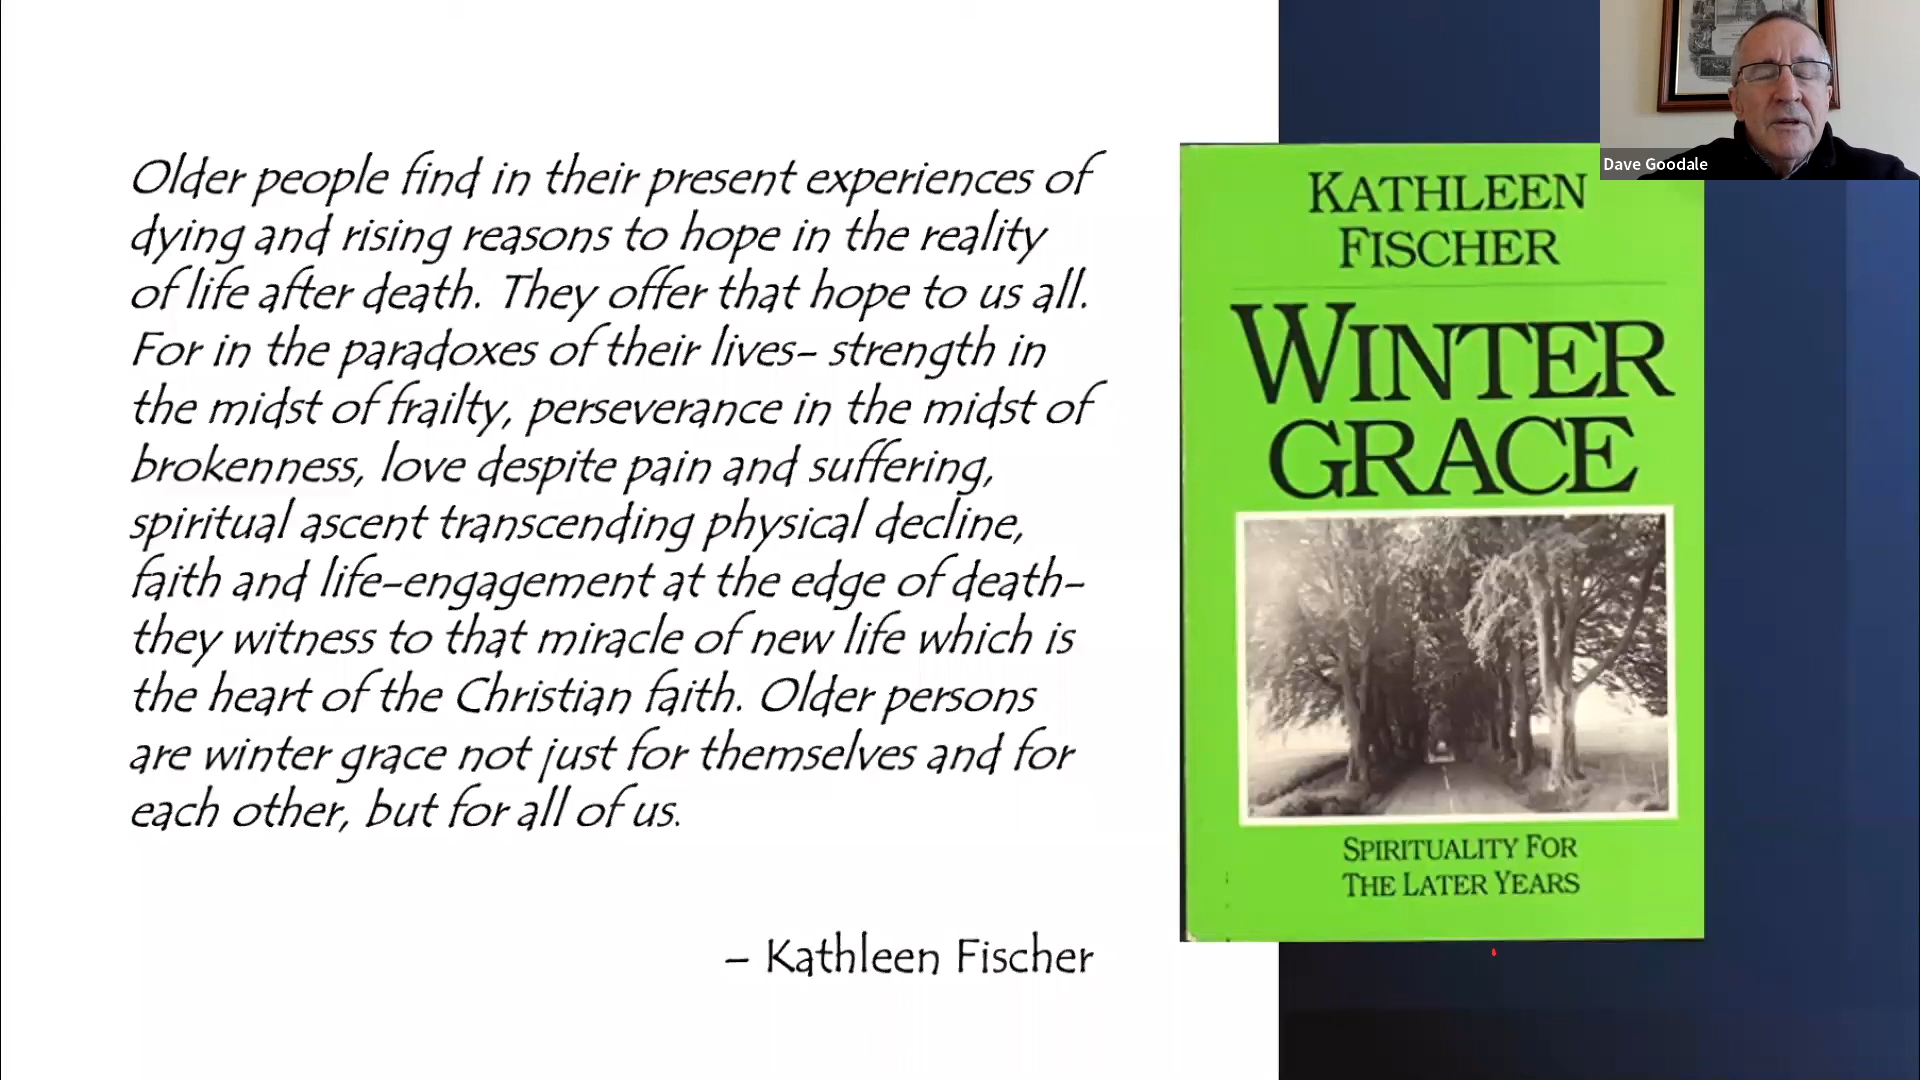 Older people find in their present experiences of
dying and rising reasons to hope in the reality
of life after death. They offer that hope to us all.
For in the paradoxes of their lives– strength in
the midst of frailty, perseverance in the midst of
brokenness, love despite pain and suffering,
spiritual ascent transcending physical decline,
faith and life-engagement at the edge of death–
they witness to that miracle of new life which is
the heart of the Christian faith. Older persons
are winter grace not just for themselves and for
each other, but for all of us.
– Kathleen Fischer
KATHLEEN
FISCHER
WINTER
GRACE
SPIRITUALITY FOR
THE LATER YEARS
Dave Goodale